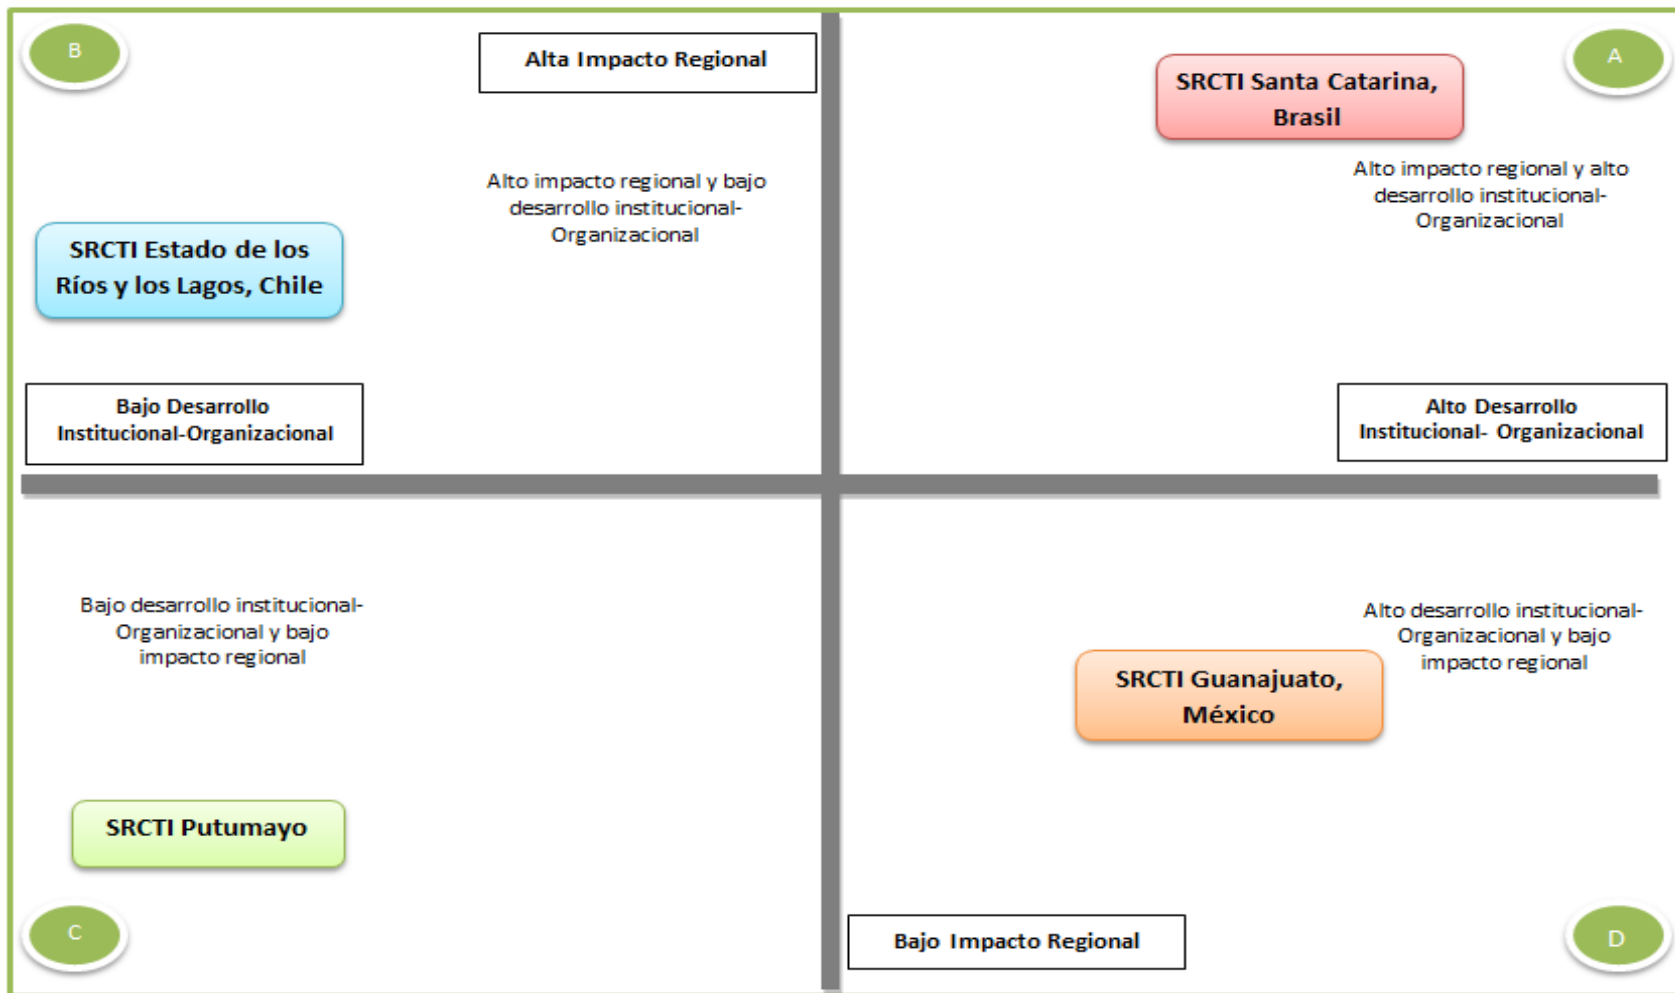 B
Alta Impacto Regional
Alto impacto regional y bajo
desarrollo institucional-
Organizacional
SRCTI Estado de los
Ríos y los Lagos, Chile
Bajo Desarrollo
Institucional-Organizacional
A
SRCTI Santa Catarina,
Brasil
Alto impacto regional y alto
desarrollo institucional-
Organizacional
Alto Desarrollo
Institucional- Organizacional
Bajo desarrollo institucional-
Organizacional y bajo
impacto regional
SRCTI Putumayo
C
Alto desarrollo institucional-
Organizacional y bajo
impacto regional
SRCTI Guanajuato,
México
Bajo Impacto Regional
D